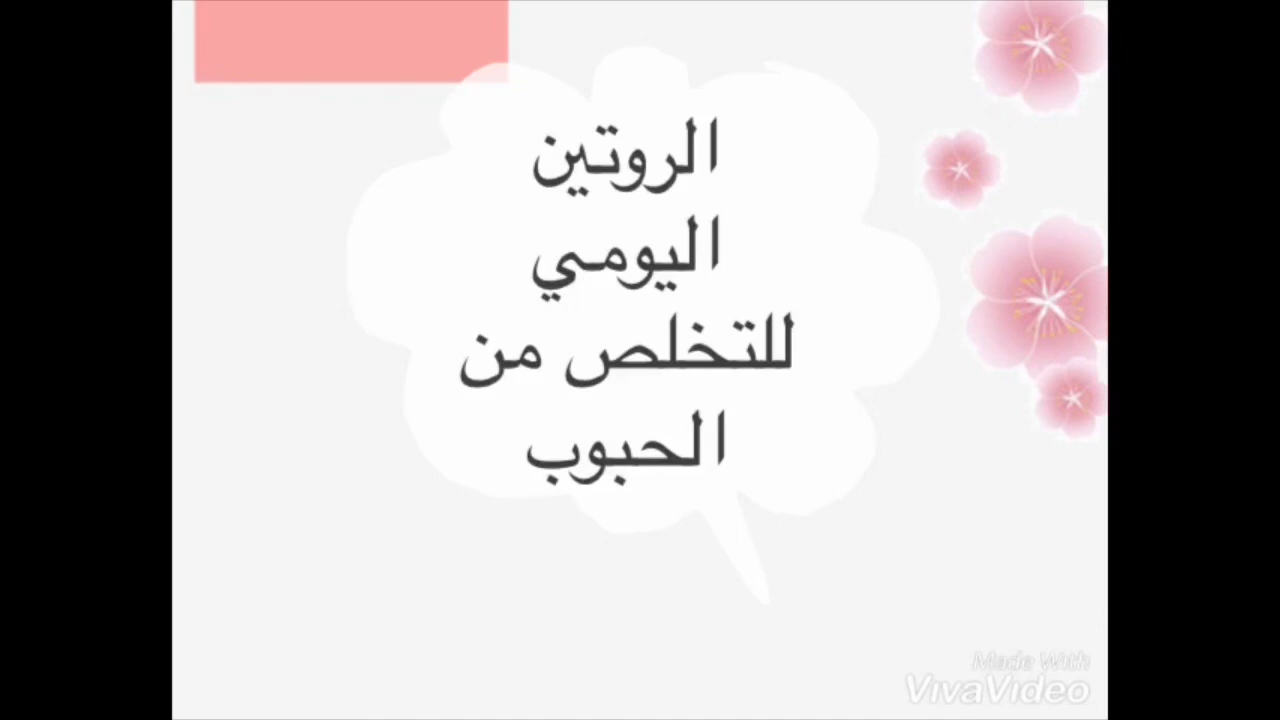 الروتين
اليومي
للتخلص من
الحبوب
Made With
VivaVideo